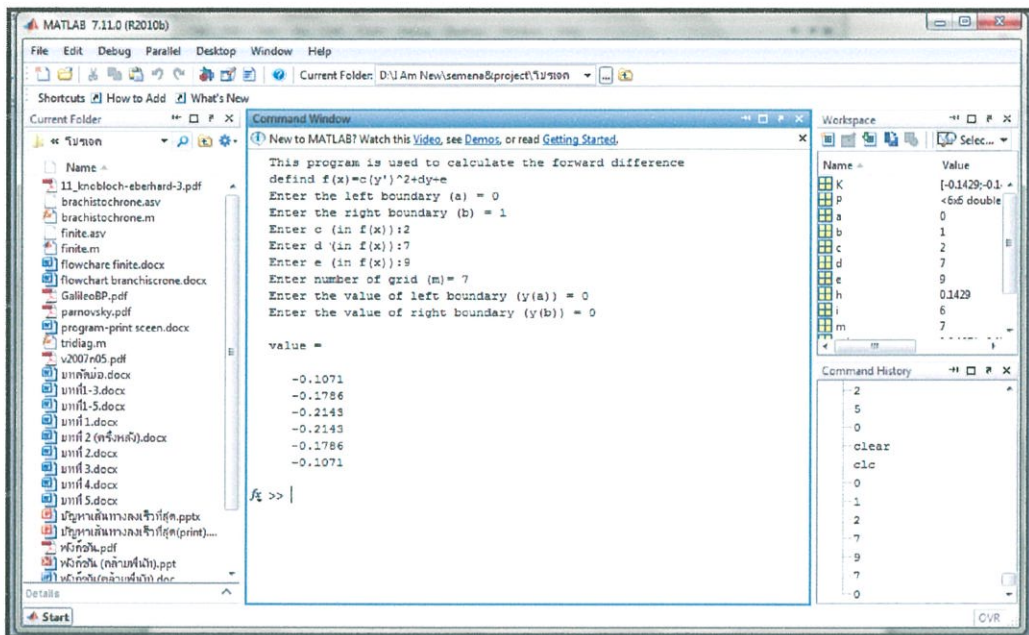 MATLAB 7.11.0 (R2010b)
File Edit Debug Parallel Desktop Window Help
Current Folder: D:\J Am New\semena&project\โปรเจค
Shortcuts How to Add What's New
Current Folder
« โปรเจค
Name
11_knobloch-eberhard-3.pdf
brachistochrone.asv
brachistochrone.m
finite.asv
finite.m
flowchare finite.docx
flowchart branchiscrone.docx
GalileoBP.pdf
parnovsky.pdf
program-print sceen.docx
tridiag.m
v2007n05.pdf
บทคัดย่อ.docx
บทที่1-3.docx
บทที่1-5.docx
บทที่ 1.docx
บทที่ 2 (ครึ่งหลัง).docx
บทที่ 2.docx
บทที่ 3.docx
บทที่ 4.docx
บทที่ 5.docx
ปัญหาเส้นทางลงเร็วที่สุด.pptx
ปัญหาเส้นทางลงเร็วที่สุด(print)....
ฟังก์ชัน.pdf
Details
Start
Command Window
New to MATLAB? Watch this Video, see Demos, or read Getting Started.
This program is used to calculate the forward difference
defind f(x)=c(y')^2+dy+e
Enter the left boundary (a) = 0
Enter the right boundary (b) = 1
Enter c (in f(x)):2
Enter d (in f(x)):7
Enter e (in f(x)):9
Enter number of grid (m)= 7
Enter the value of left boundary (y(a)) = 0
Enter the value of right boundary (y(b)) = 0
value =
-0.1071
-0.1786
-0.2143
-0.2143
-0.1786
-0.1071
fx >>
Workspace
Selec...
Name Value
K [-0.1429;-0.1
P <6x6 double
a 0
b 1
c 2
d 7
e 9
h 0.1429
i 6
m 7
Command History
2
5
0
clear
clc
0
1
2
7
9
7
0
OVR